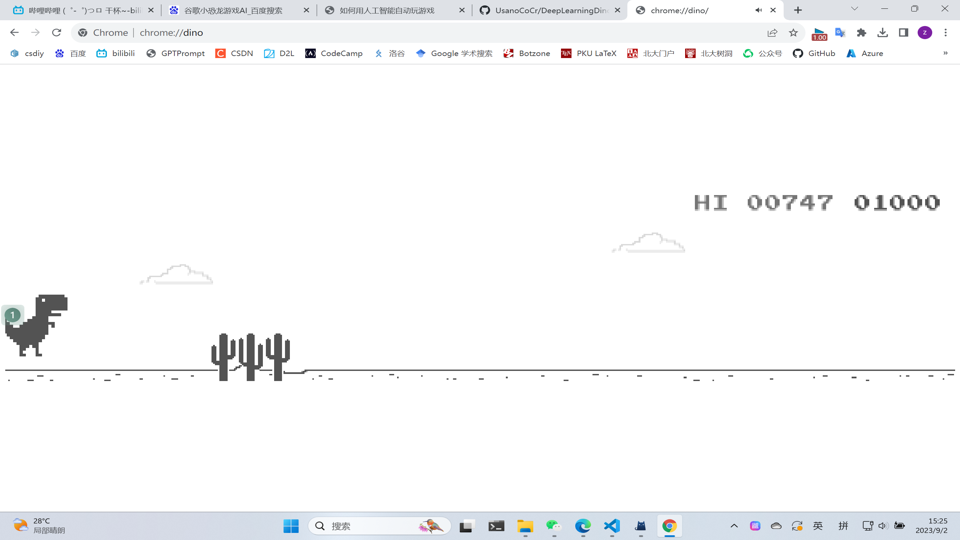 哔哩哔哩 (゜-゜)つロ 干杯~-bili
谷歌小恐龙游戏AI_百度搜索
如何用人工智能自动玩游戏
UsanoCoCr/DeepLearningDino
chrome://dino/
Chrome | chrome://dino
1.00
z
csdiy
百度
bilibili
GPTPrompt
CSDN
D2L
CodeCamp
洛谷
Google 学术搜索
Botzone
PKU LaTeX
北大门户
北大树洞
公众号
GitHub
Azure
»
HI 00747 01000
1
28°C
局部晴朗
搜索
英
拼
15:25
2023/9/2